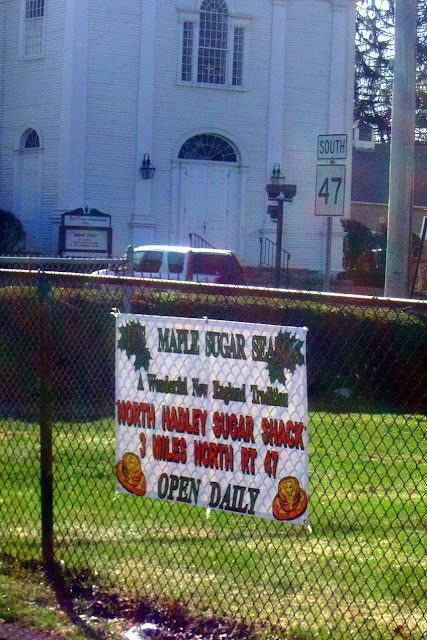 SOUTH
47
MAPLE SUGAR SEASON
A Wonderful New England Tradition
NORTH HADLEY SUGAR SHACK
3 MILES NORTH RT 47
OPEN DAILY